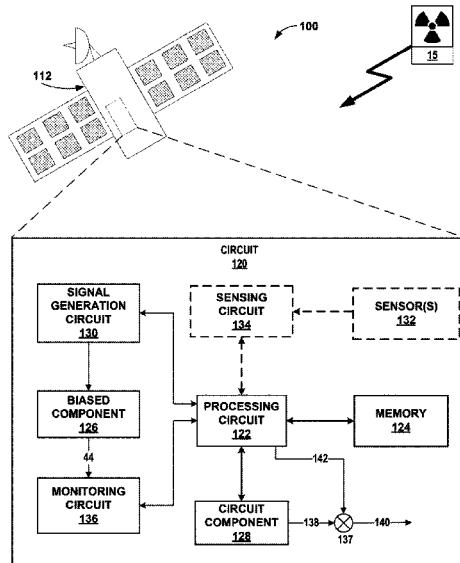 100
112
15
CIRCUIT
120
SIGNAL
GENERATION
CIRCUIT
130
SENSING
CIRCUIT
134
SENSOR(S)
132
BIASED
COMPONENT
126
PROCESSING
CIRCUIT
122
MEMORY
124
44
142
MONITORING
CIRCUIT
136
CIRCUIT
COMPONENT
128
138
137
140